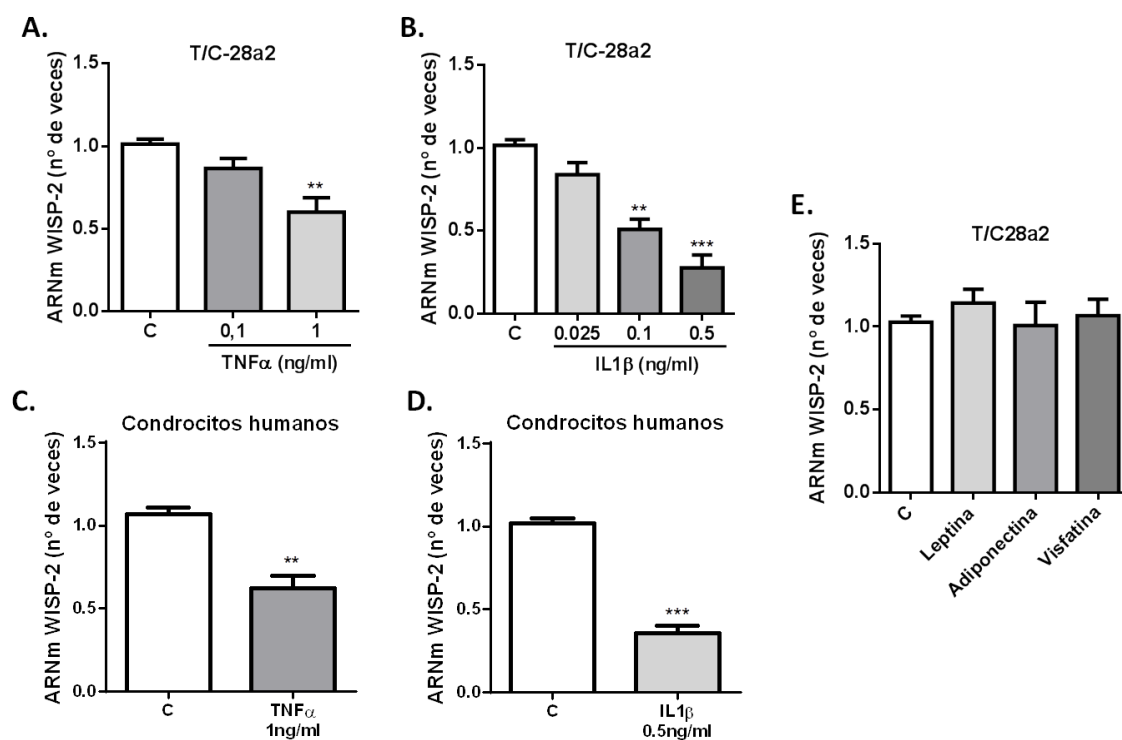 A.
T/C-28a2
ARNm WISP-2 (nº de veces)
1.5
1.0
0.5
0.0
**
C
0,1
1
TNFα (ng/ml)
B.
T/C-28a2
ARNm WISP-2 (nº de veces)
1.5
1.0
0.5
0.0
**
***
C
0.025
0.1
0.5
IL1β (ng/ml)
C.
Condrocitos humanos
ARNm WISP-2 (nº de veces)
1.5
1.0
0.5
0.0
**
C
TNFα
1ng/ml
D.
Condrocitos humanos
ARNm WISP-2 (nº de veces)
1.5
1.0
0.5
0.0
***
C
IL1β
0.5ng/ml
E.
T/C28a2
ARNm WISP-2 (nº de veces)
1.5
1.0
0.5
0.0
C
Leptina
Adiponectina
Visfatina